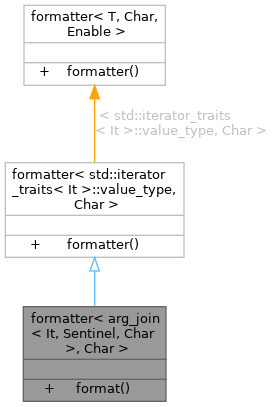 formatter< T, Char,
Enable >
+ formatter()
< std::iterator_traits
< It >::value_type, Char >
formatter< std::iterator
_traits< It >::value_type,
Char >
+ formatter()
formatter< arg_join
< It, Sentinel, Char
>, Char >
+ format()